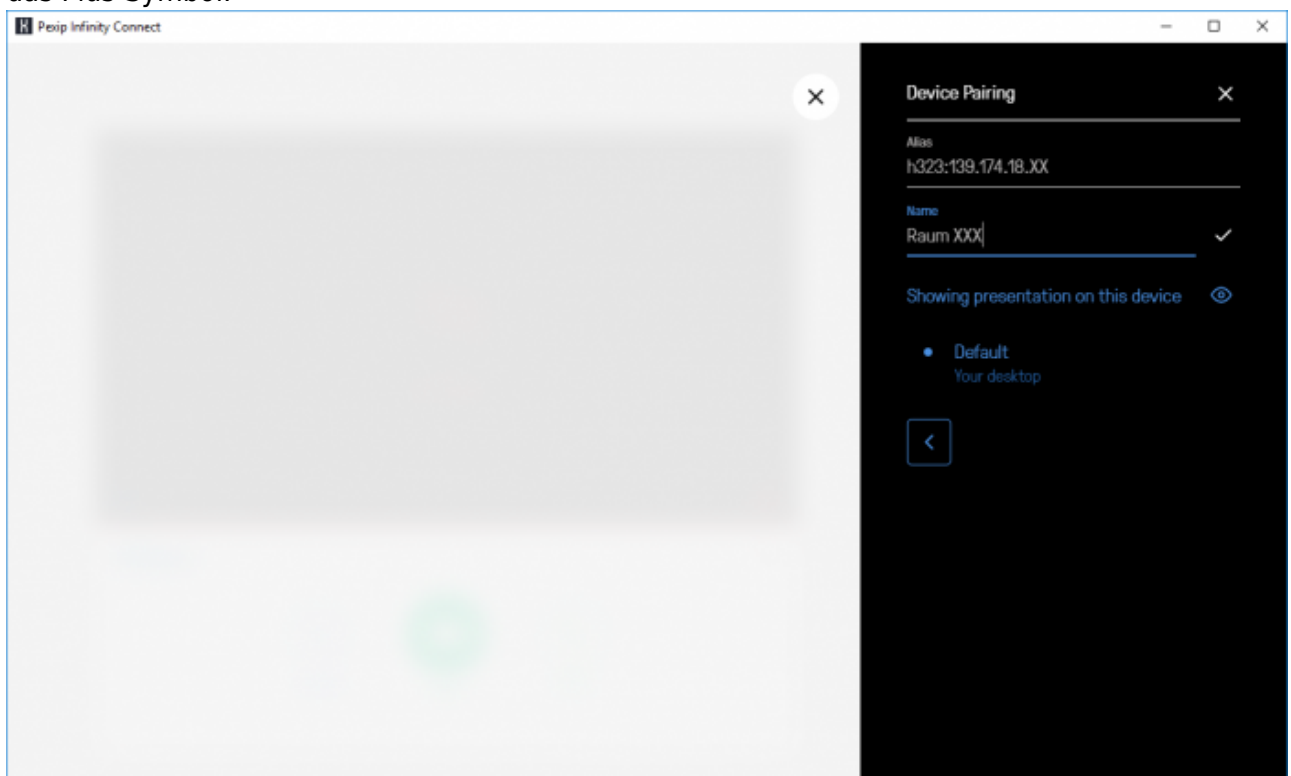 das Plus-Symbol.
Pexip Infinity Connect
Device Pairing
Alias
h323:139.174.18.XX
Name
Raum XXX
Showing presentation on this device
Default
Your desktop